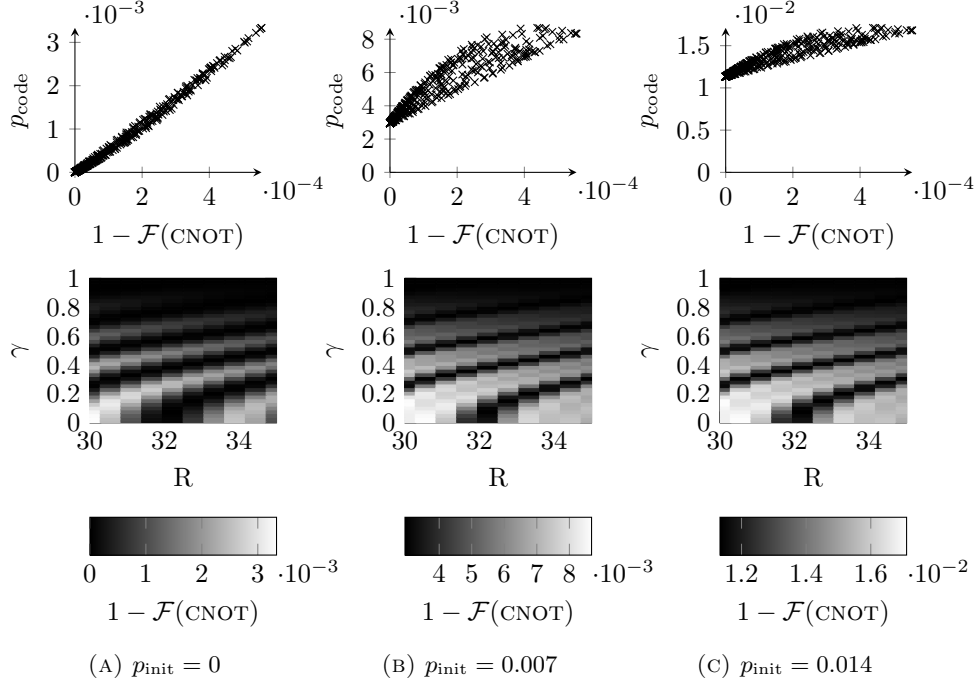 ·10⁻³ ·10⁻³ ·10⁻²
3
2
1
0
p_code
0 2 4
·10⁻⁴
1 − ℱ(CNOT)
8
6
4
2
0
p_code
0 2 4
·10⁻⁴
1 − ℱ(CNOT)
1.5
1
0.5
0
p_code
0 2 4
·10⁻⁴
1 − ℱ(CNOT)
1
0.8
0.6
0.4
0.2
0
γ
30 32 34
R
1
0.8
0.6
0.4
0.2
0
γ
30 32 34
R
1
0.8
0.6
0.4
0.2
0
γ
30 32 34
R
0 1 2 3 ·10⁻³
1 − ℱ(CNOT)
4 5 6 7 8 ·10⁻³
1 − ℱ(CNOT)
1.2 1.4 1.6 ·10⁻²
1 − ℱ(CNOT)
(A) p_init = 0
(B) p_init = 0.007
(C) p_init = 0.014